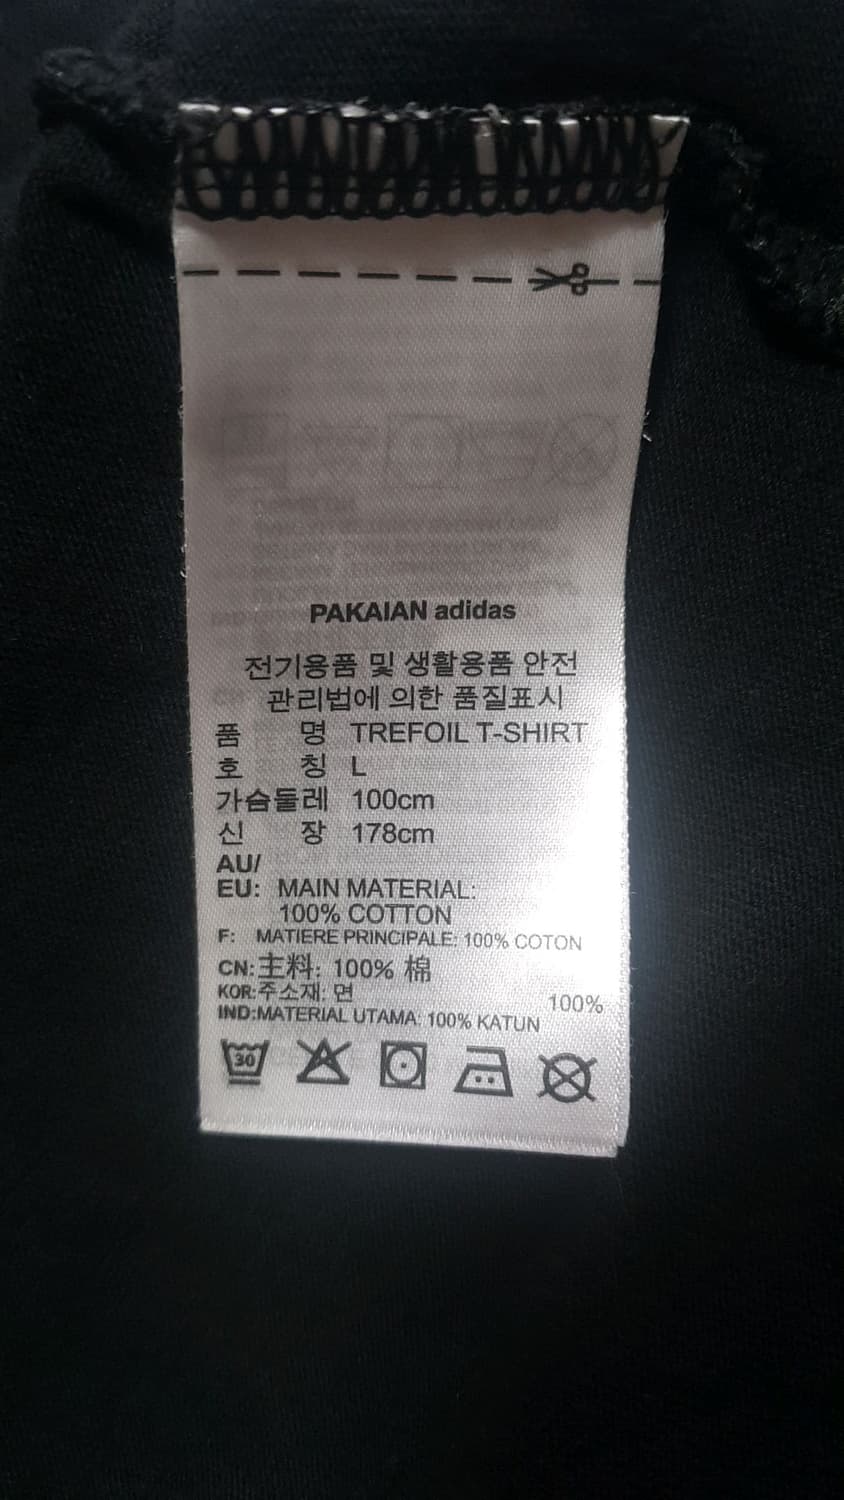 PAKAIAN adidas
전기용품 및 생활용품 안전
관리법에 의한 품질표시
품 명 TREFOIL T-SHIRT
호 칭 L
가슴둘레 100cm
신 장 178cm
AU/
EU: MAIN MATERIAL:
100% COTTON
F: MATIERE PRINCIPALE: 100% COTON
CN:主料: 100% 棉
KOR:주소재: 면 100%
IND:MATERIAL UTAMA: 100% KATUN
30